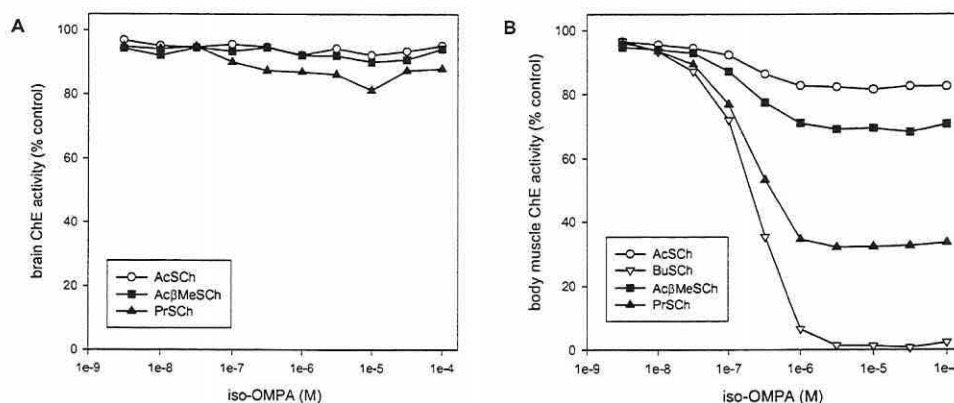 A
brain ChE activity (% control)
100
80
60
40
20
0
AcSCh
AcβMeSCh
PrSCh
1e-9 1e-8 1e-7 1e-6 1e-5 1e-4
iso-OMPA (M)
B
body muscle ChE activity (% control)
100
80
60
40
20
0
AcSCh
BuSCh
AcβMeSCh
PrSCh
1e-9 1e-8 1e-7 1e-6 1e-5 1e-4
iso-OMPA (M)